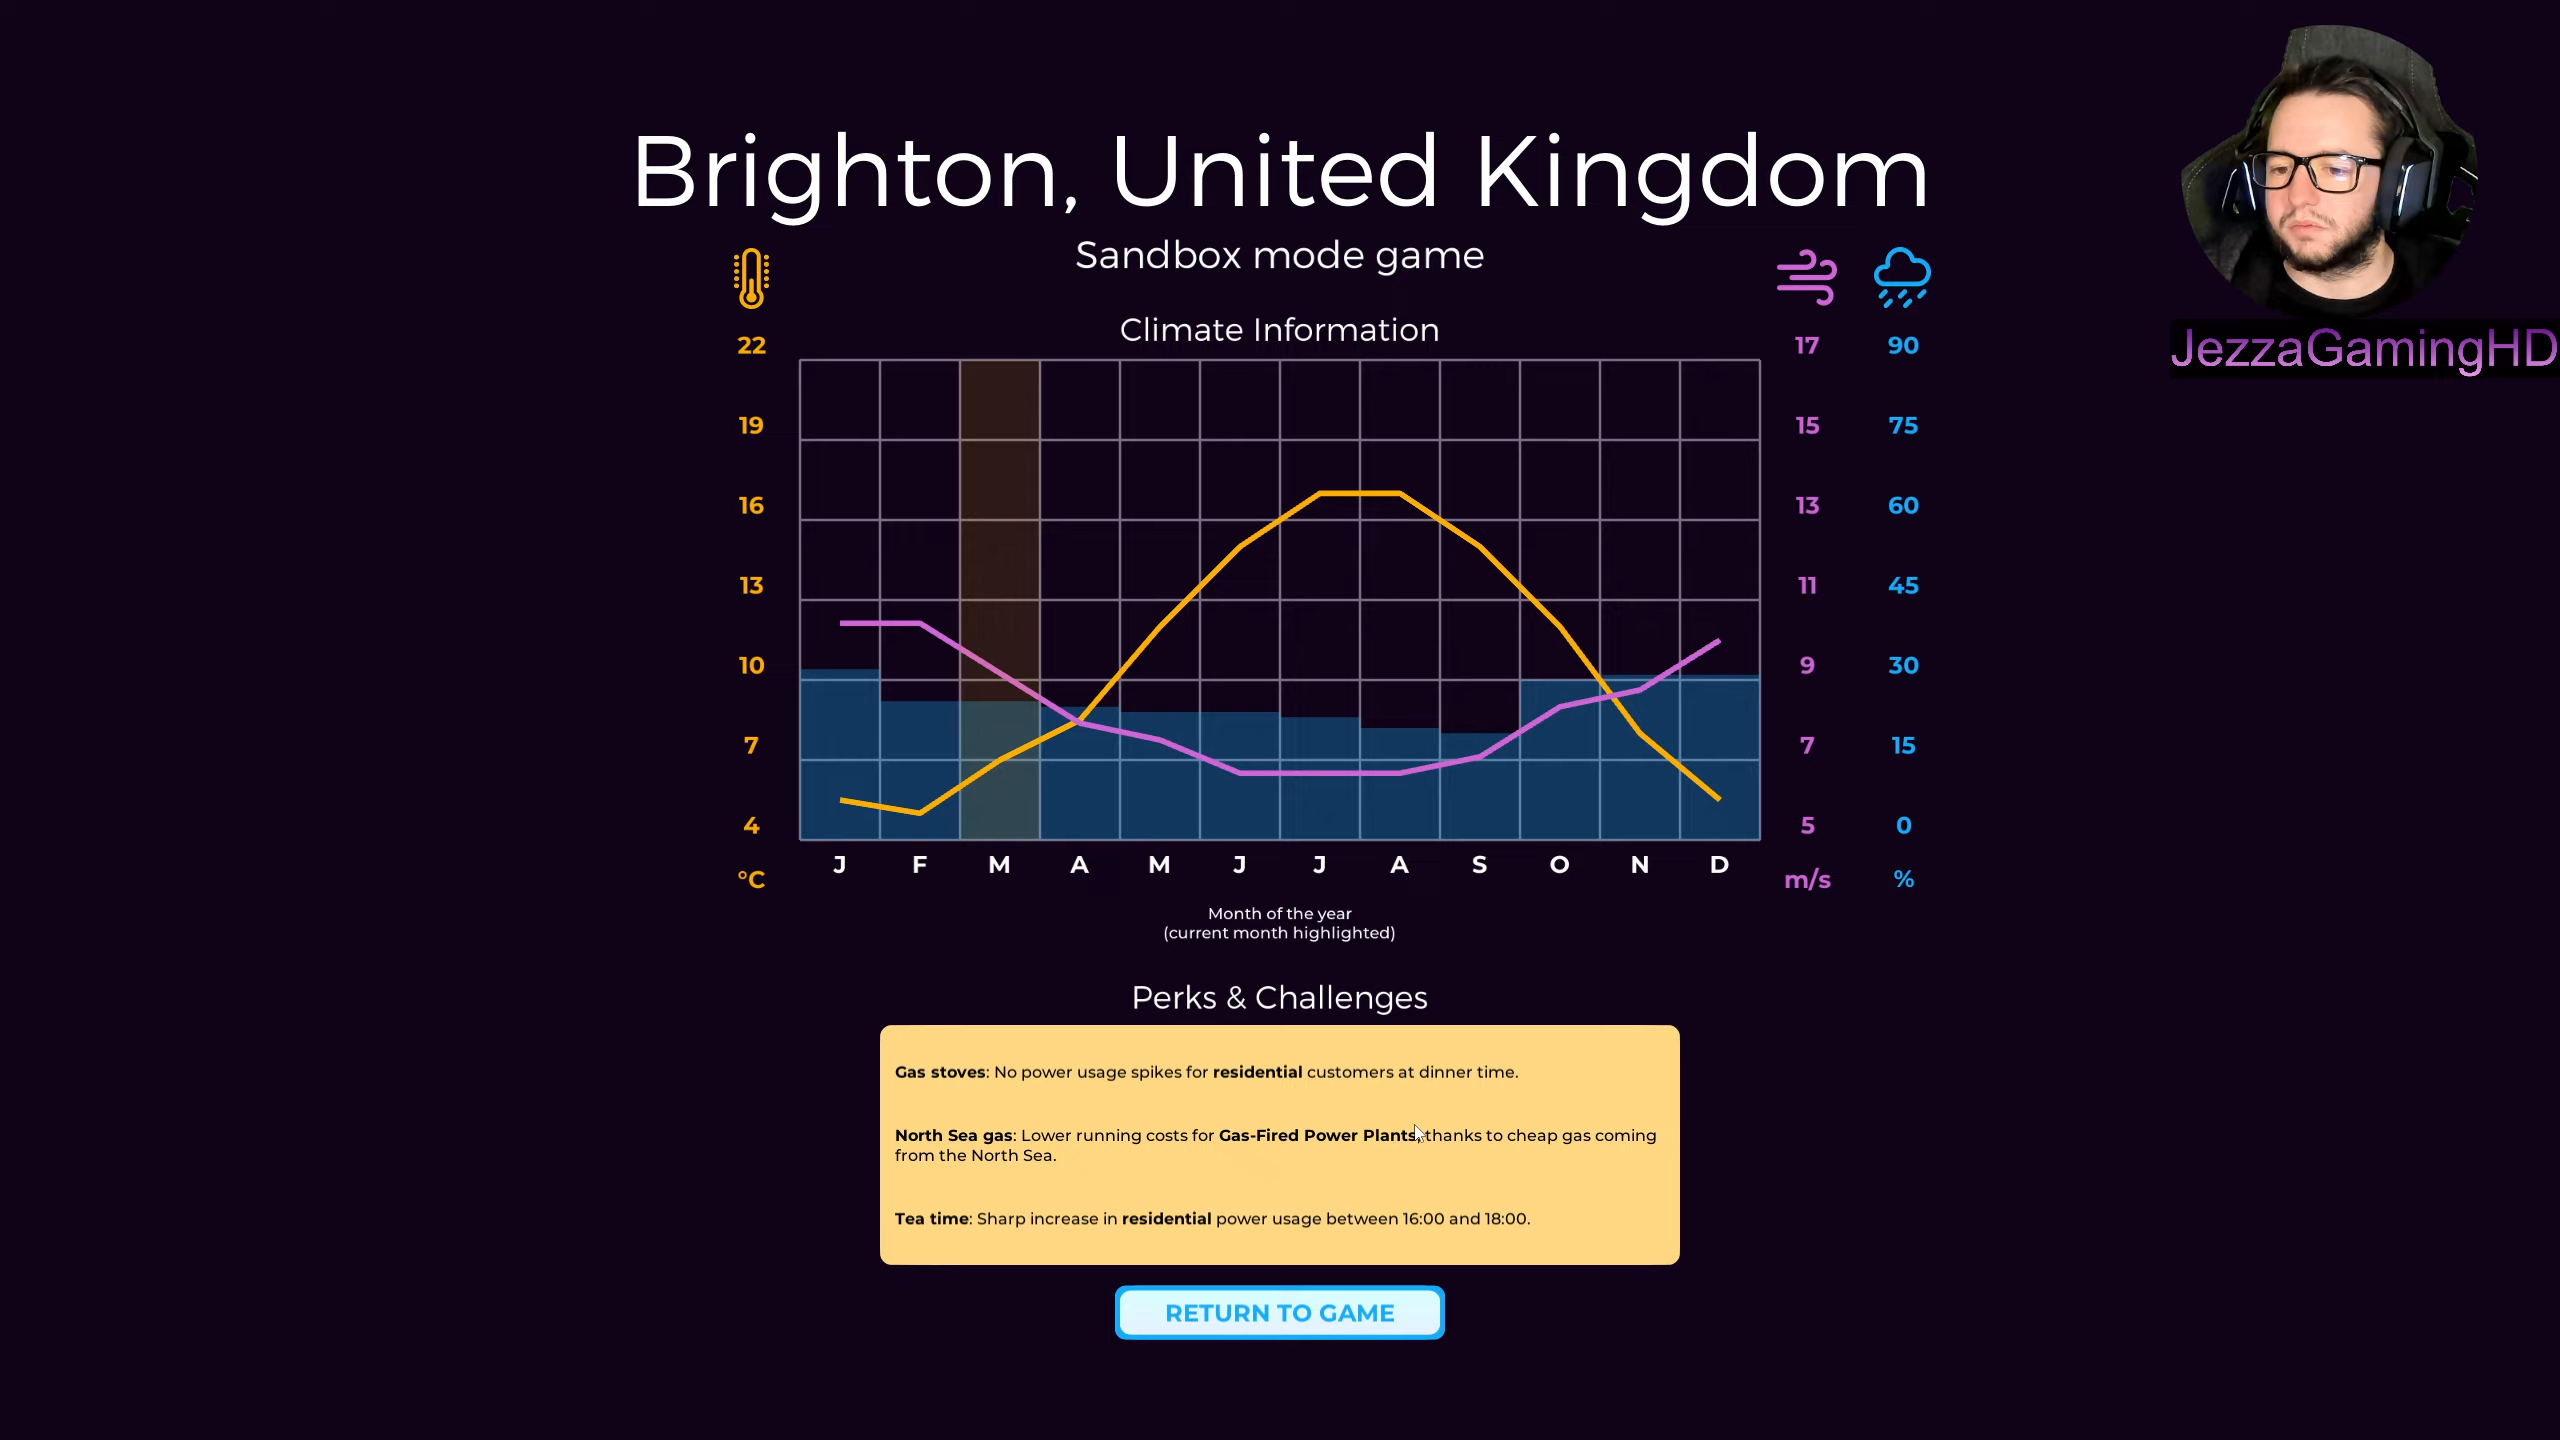 Brighton, United Kingdom
Sandbox mode game
JezzaGamingHD
Climate Information
22 17 90
19 15 75
16 13 60
13 11 45
10 9 30
7 7 15
4 5 0
J F M A M J J A S O N D
°C m/s %
Month of the year
(current month highlighted)
Perks & Challenges
Gas stoves: No power usage spikes for residential customers at dinner time.
North Sea gas: Lower running costs for Gas-Fired Power Plants thanks to cheap gas coming
from the North Sea.
Tea time: Sharp increase in residential power usage between 16:00 and 18:00.
RETURN TO GAME